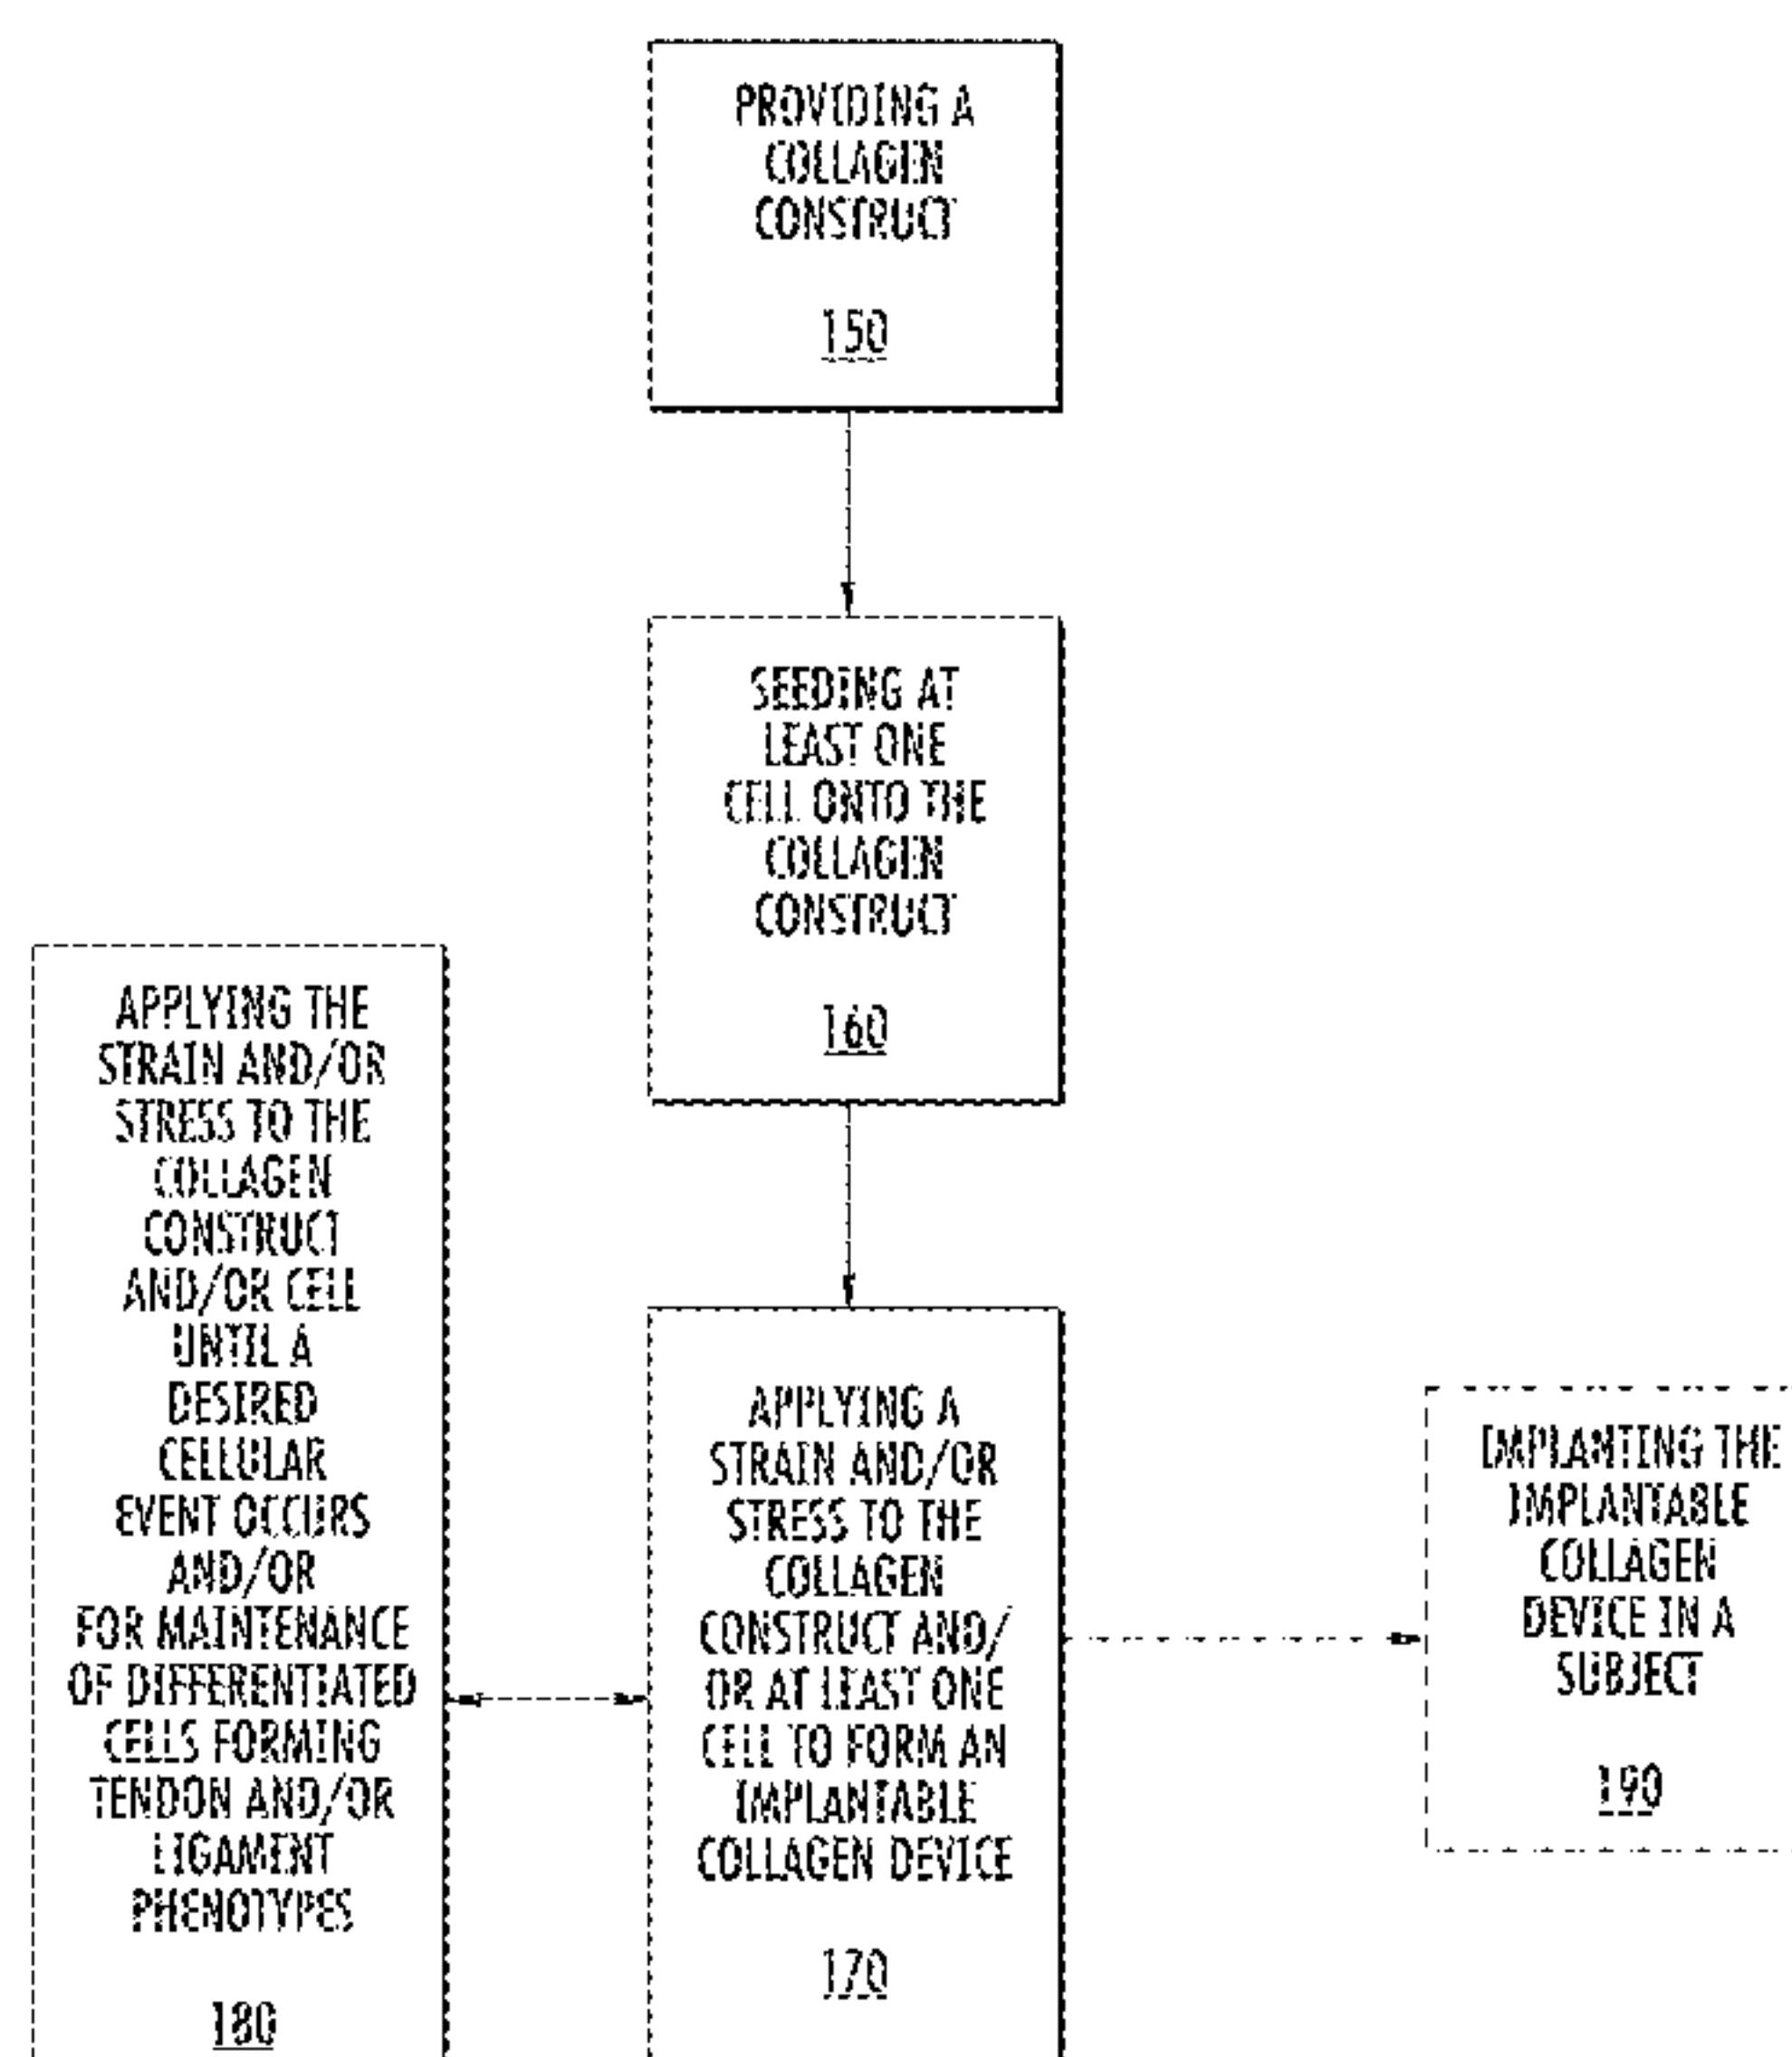 PROVIDING A
COLLAGEN
CONSTRUCT
150
SEEDING AT
LEAST ONE
CELL ONTO THE
COLLAGEN
CONSTRUCT
160
APPLYING THE
STRAIN AND/OR
STRESS TO THE
COLLAGEN
CONSTRUCT
AND/OR CELL
UNTIL A
DESIRED
CELLULAR
EVENT OCCURS
AND/OR
FOR MAINTENANCE
OF DIFFERENTIATED
CELLS FORMING
TENDON AND/OR
LIGAMENT
PHENOTYPES
180
APPLYING A
STRAIN AND/OR
STRESS TO THE
COLLAGEN
CONSTRUCT AND/
OR AT LEAST ONE
CELL TO FORM AN
IMPLANTABLE
COLLAGEN DEVICE
170
IMPLANTING THE
IMPLANTABLE
COLLAGEN
DEVICE IN A
SUBJECT
190